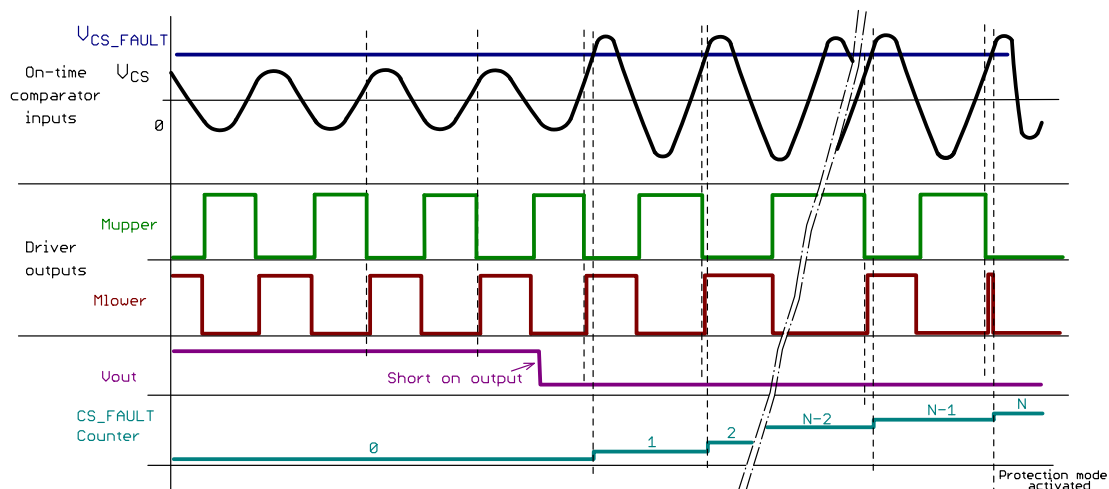 VCS_FAULT
On-time
comparator
inputs
VCS
0
Mupper
Driver
outputs
Mlower
Vout
Short on output
CS_FAULT
Counter
0
1
2
N-2
N-1
N
Protection mode
activated